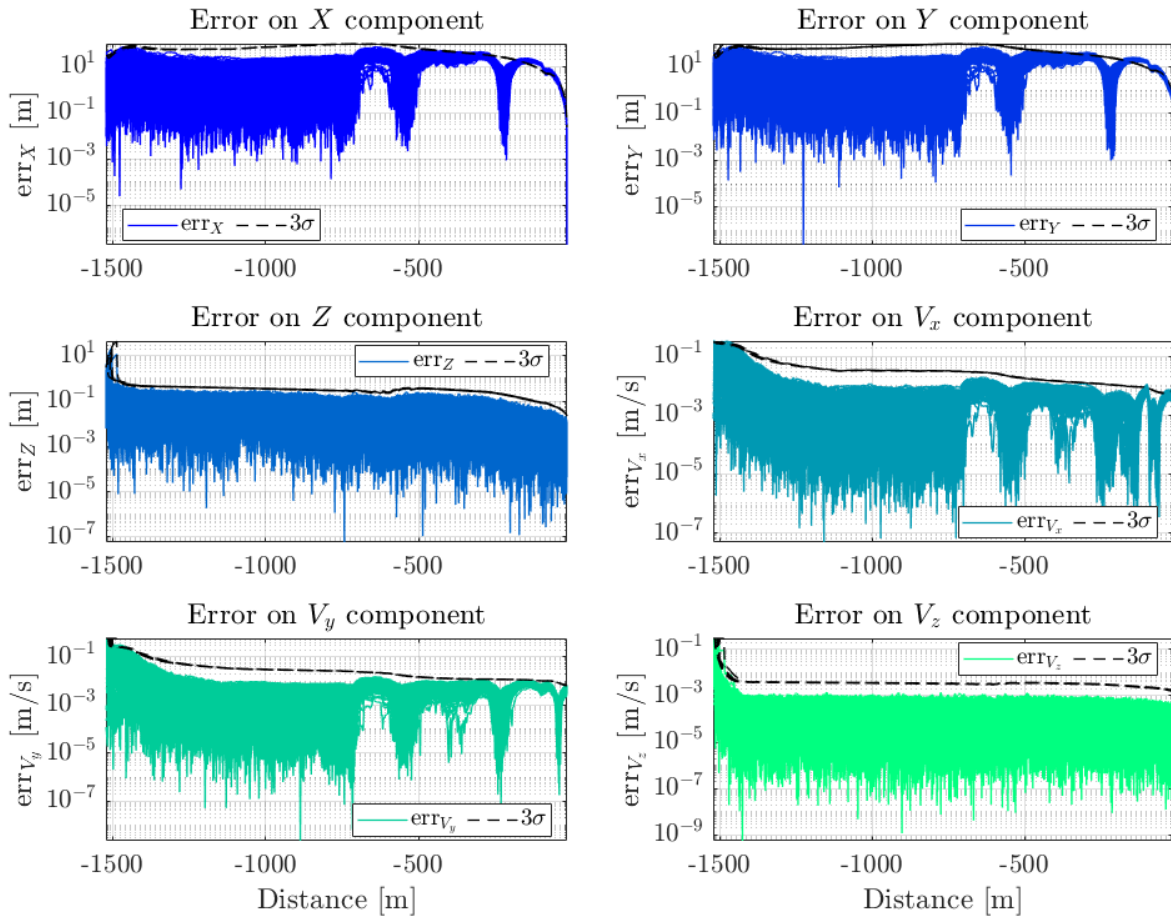 Error on X component
Error on Y component
err_X [m]
10^1
10^-1
10^-3
10^-5
err_X 3σ
-1500 -1000 -500
err_Y [m]
10^1
10^-1
10^-3
10^-5
err_Y 3σ
-1500 -1000 -500
Error on Z component
Error on V_x component
err_Z [m]
10^1
10^-1
10^-3
10^-5
10^-7
err_Z 3σ
-1500 -1000 -500
err_{V_x} [m/s]
10^-1
10^-3
10^-5
10^-7
err_{V_x} 3σ
-1500 -1000 -500
Error on V_y component
Error on V_z component
err_{V_y} [m/s]
10^-1
10^-3
10^-5
10^-7
err_{V_y} 3σ
-1500 -1000 -500
Distance [m]
err_{V_z} [m/s]
10^-1
10^-3
10^-5
10^-7
10^-9
err_{V_z} 3σ
-1500 -1000 -500
Distance [m]